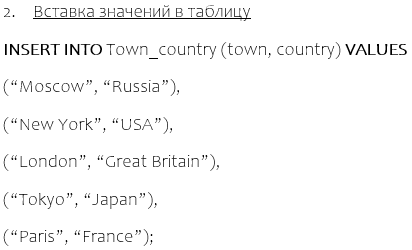 2. Вставка значений в таблицу
INSERT INTO Town_country (town, country) VALUES
(“Moscow”, “Russia”),
(“New York”, “USA”),
(“London”, “Great Britain”),
(“Tokyo”, “Japan”),
(“Paris”, “France”);